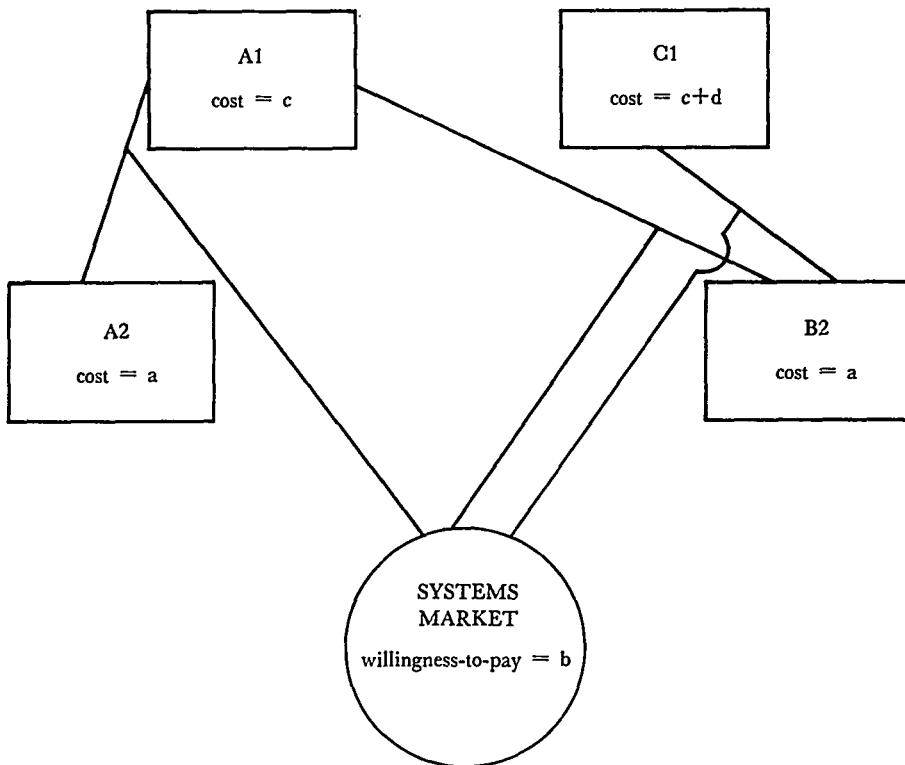 A1
cost = c
C1
cost = c+d
A2
cost = a
B2
cost = a
SYSTEMS
MARKET
willingness-to-pay = b